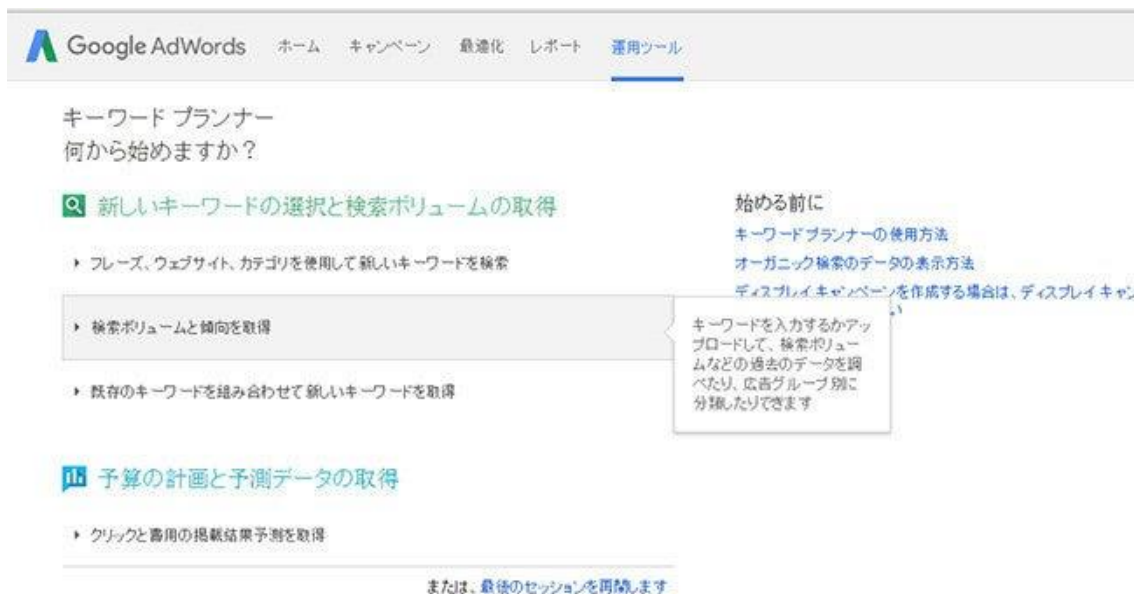 Google AdWords ホーム キャンペーン 最適化 レポート 運用ツール
キーワード プランナー
何から始めますか？
新しいキーワードの選択と検索ボリュームの取得
フレーズ、ウェブサイト、カテゴリを使用して新しいキーワードを検索
検索ボリュームと傾向を取得
既存のキーワードを組み合わせて新しいキーワードを取得
予算の計画と予測データの取得
クリックと費用の掲載結果予測を取得
または、最後のセッションを再開します
始める前に
キーワード プランナーの使用方法
オーガニック検索のデータの表示方法
ディスプレイ キャンペーンを作成する場合は、ディスプレイ キャン
い
キーワードを入力するかアッ
プロードして、検索ボリュー
ムなどの過去のデータを調
べたり、広告グループ別に
分類したりできます